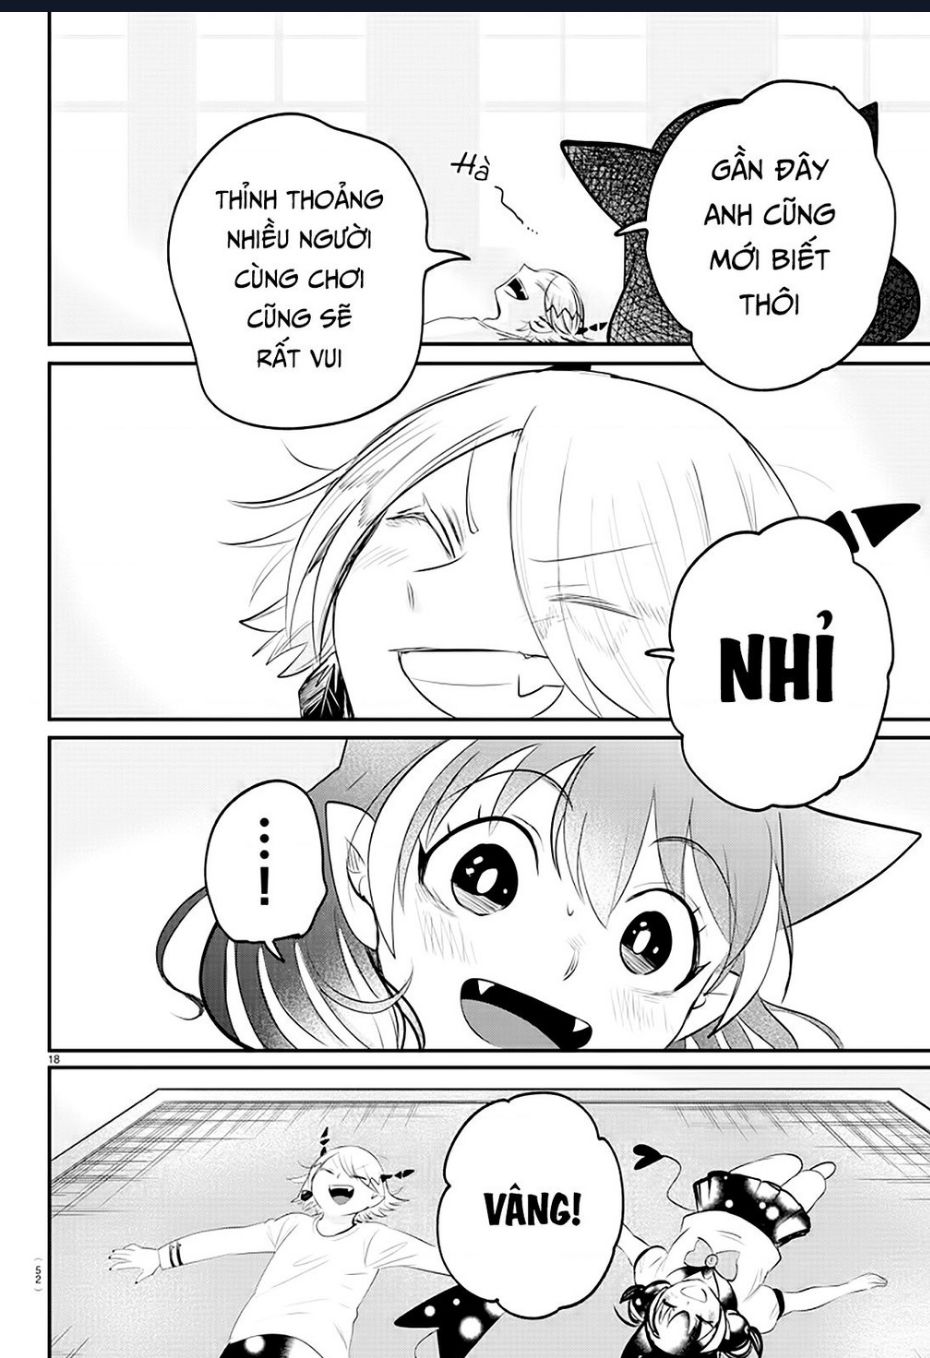 GẦN ĐÂY
ANH CŨNG
MỚI BIẾT
THÔI
Hà
THỈNH THOẢNG
NHIỀU NGƯỜI
CÙNG CHƠI
CŨNG SẼ
RẤT VUI
NHỈ
...!
18
VÂNG!
52